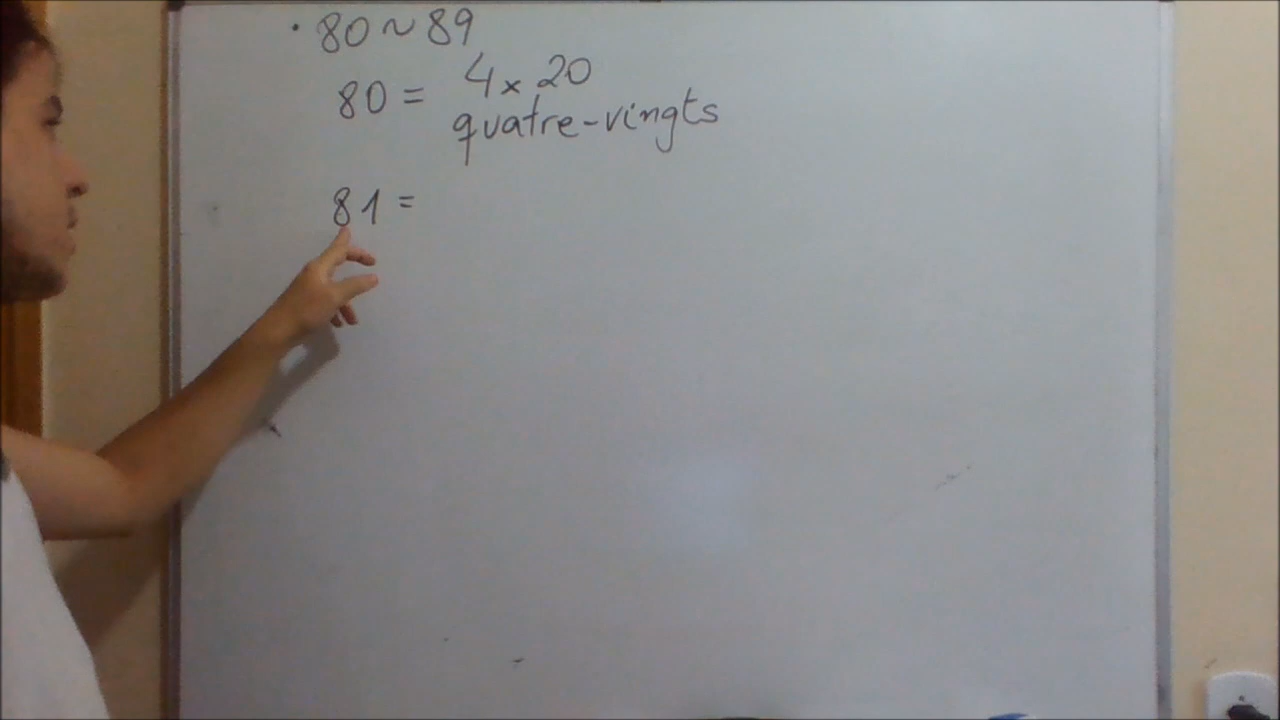 • 80 ~ 89
80 = 4 x 20
quatre-vingts
81 =